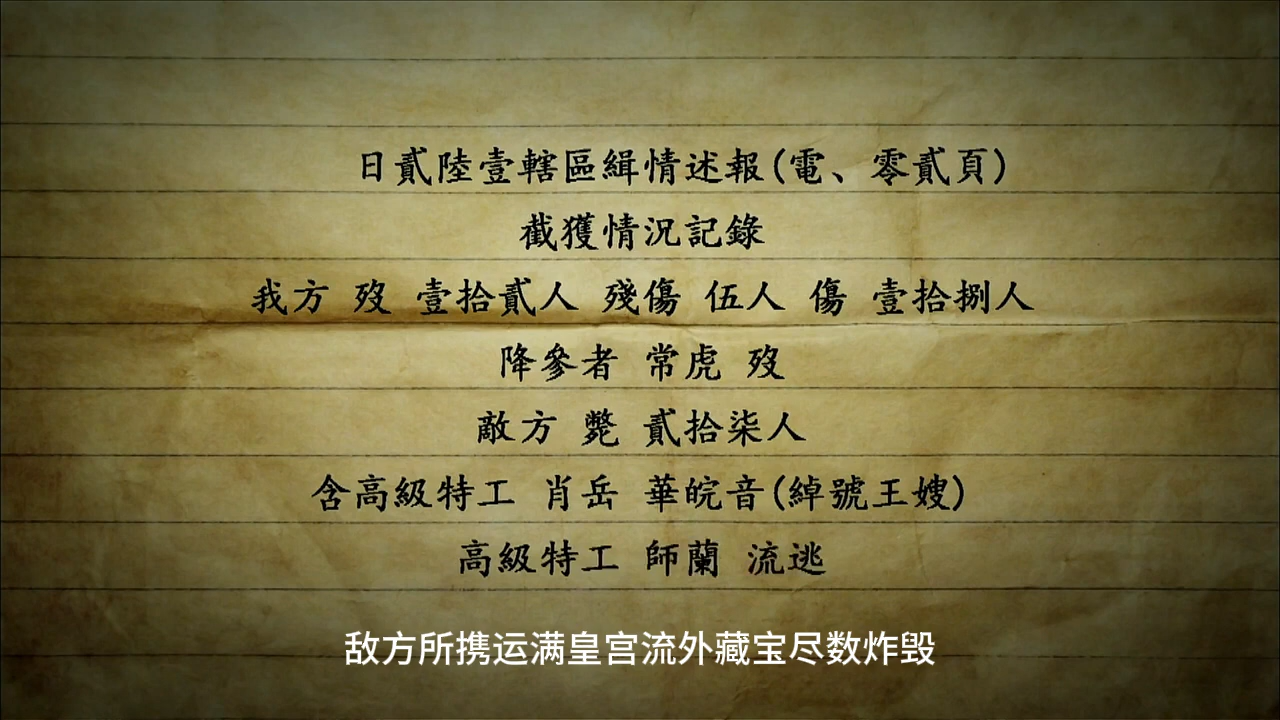 日貳陸壹轄區緝情述報(電、零貳頁)
截獲情況記錄
我方 歿 壹拾貳人 殘傷 伍人 傷 壹拾捌人
降參者 常虎 歿
敵方 斃 貳拾柒人
含高級特工 肖岳 華皖音(綽號王嫂)
高級特工 師蘭 流逃
敌方所携运满皇宫流外藏宝尽数炸毁